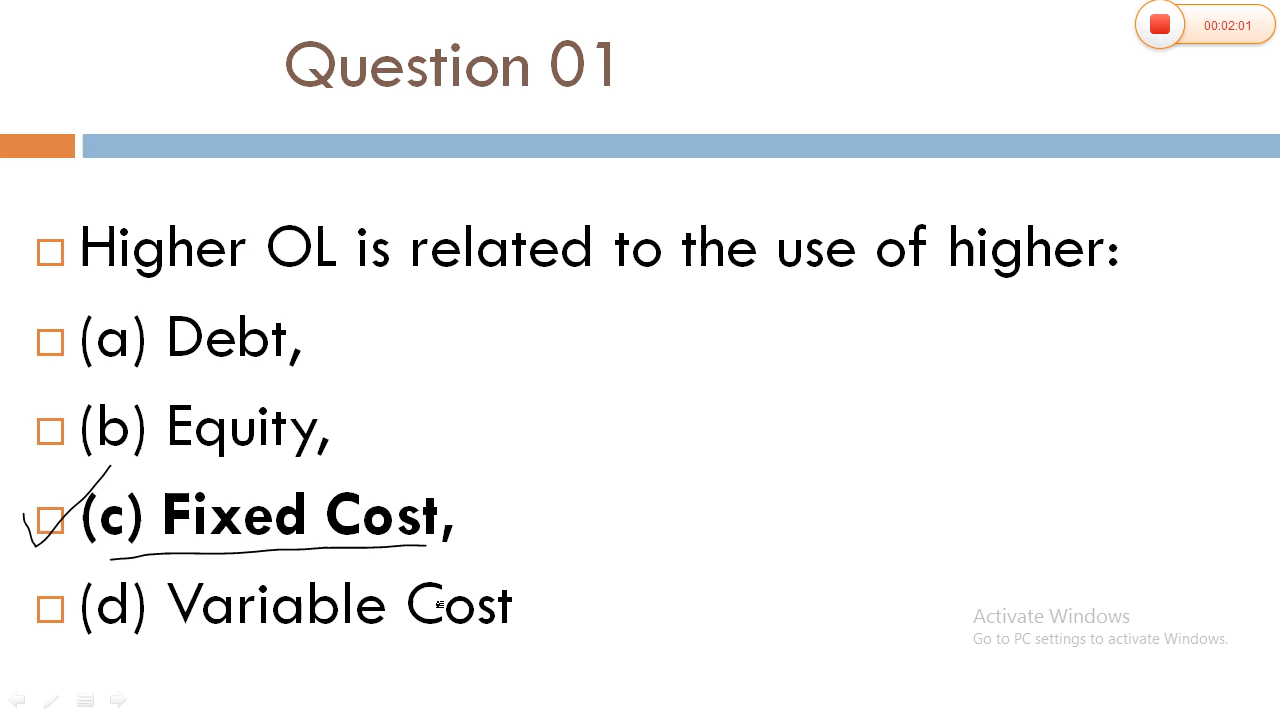 00:02:01
Question 01
Higher OL is related to the use of higher:
(a) Debt,
(b) Equity,
(c) Fixed Cost,
(d) Variable Cost
Activate Windows
Go to PC settings to activate Windows.